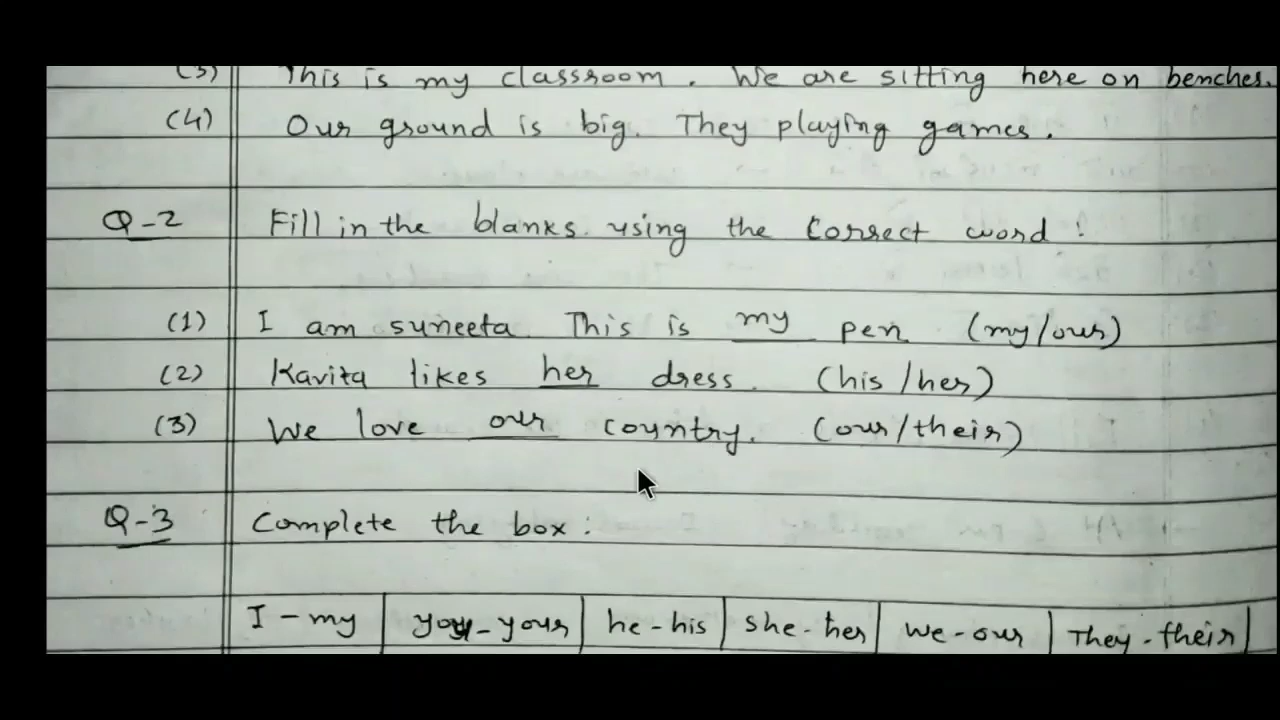 (3) This is my classroom. We are sitting here on benches.
(4) Our ground is big. They playing games.
Q-2 Fill in the blanks using the correct word :
(1) I am suneeta. This is my pen (my/our)
(2) Kavita likes her dress. (his/her)
(3) We love our country. (our/their)
Q-3 Complete the box :
I - my you - your he - his she - her we - our They - their